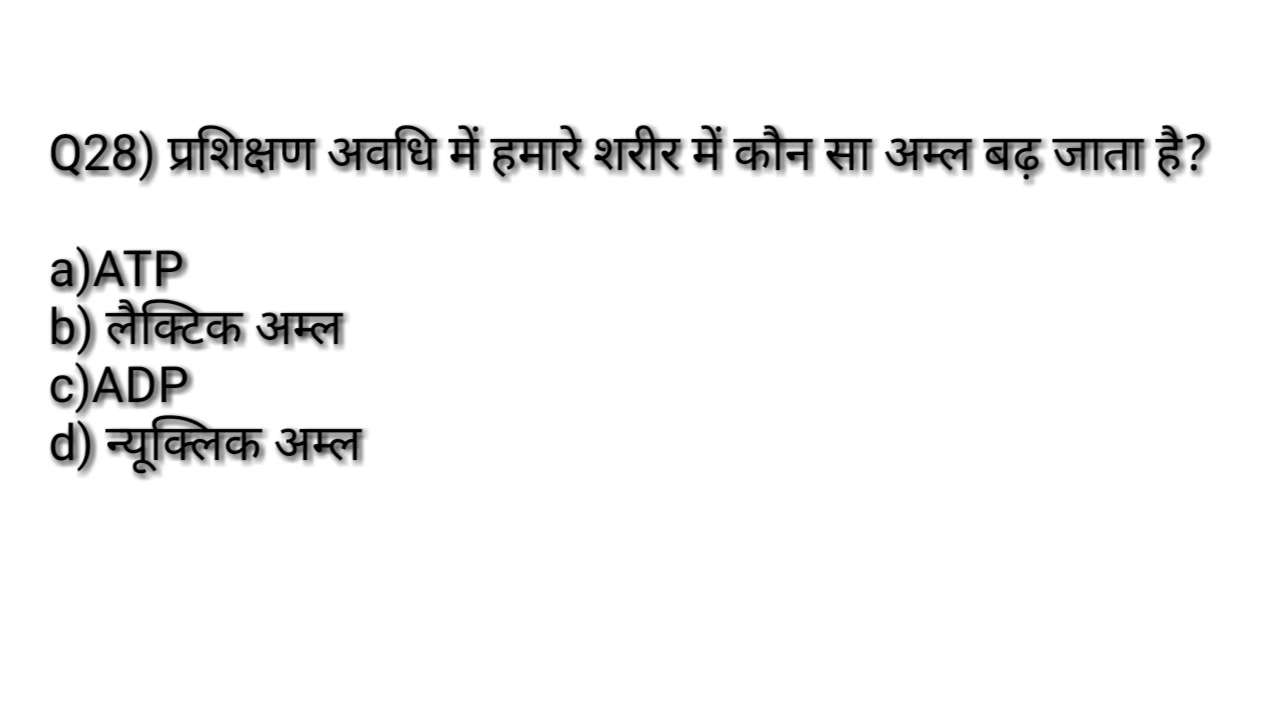 Q28) प्रशिक्षण अवधि में हमारे शरीर में कौन सा अम्ल बढ़ जाता है?
a)ATP
b) लैक्टिक अम्ल
c)ADP
d) न्यूक्लिक अम्ल